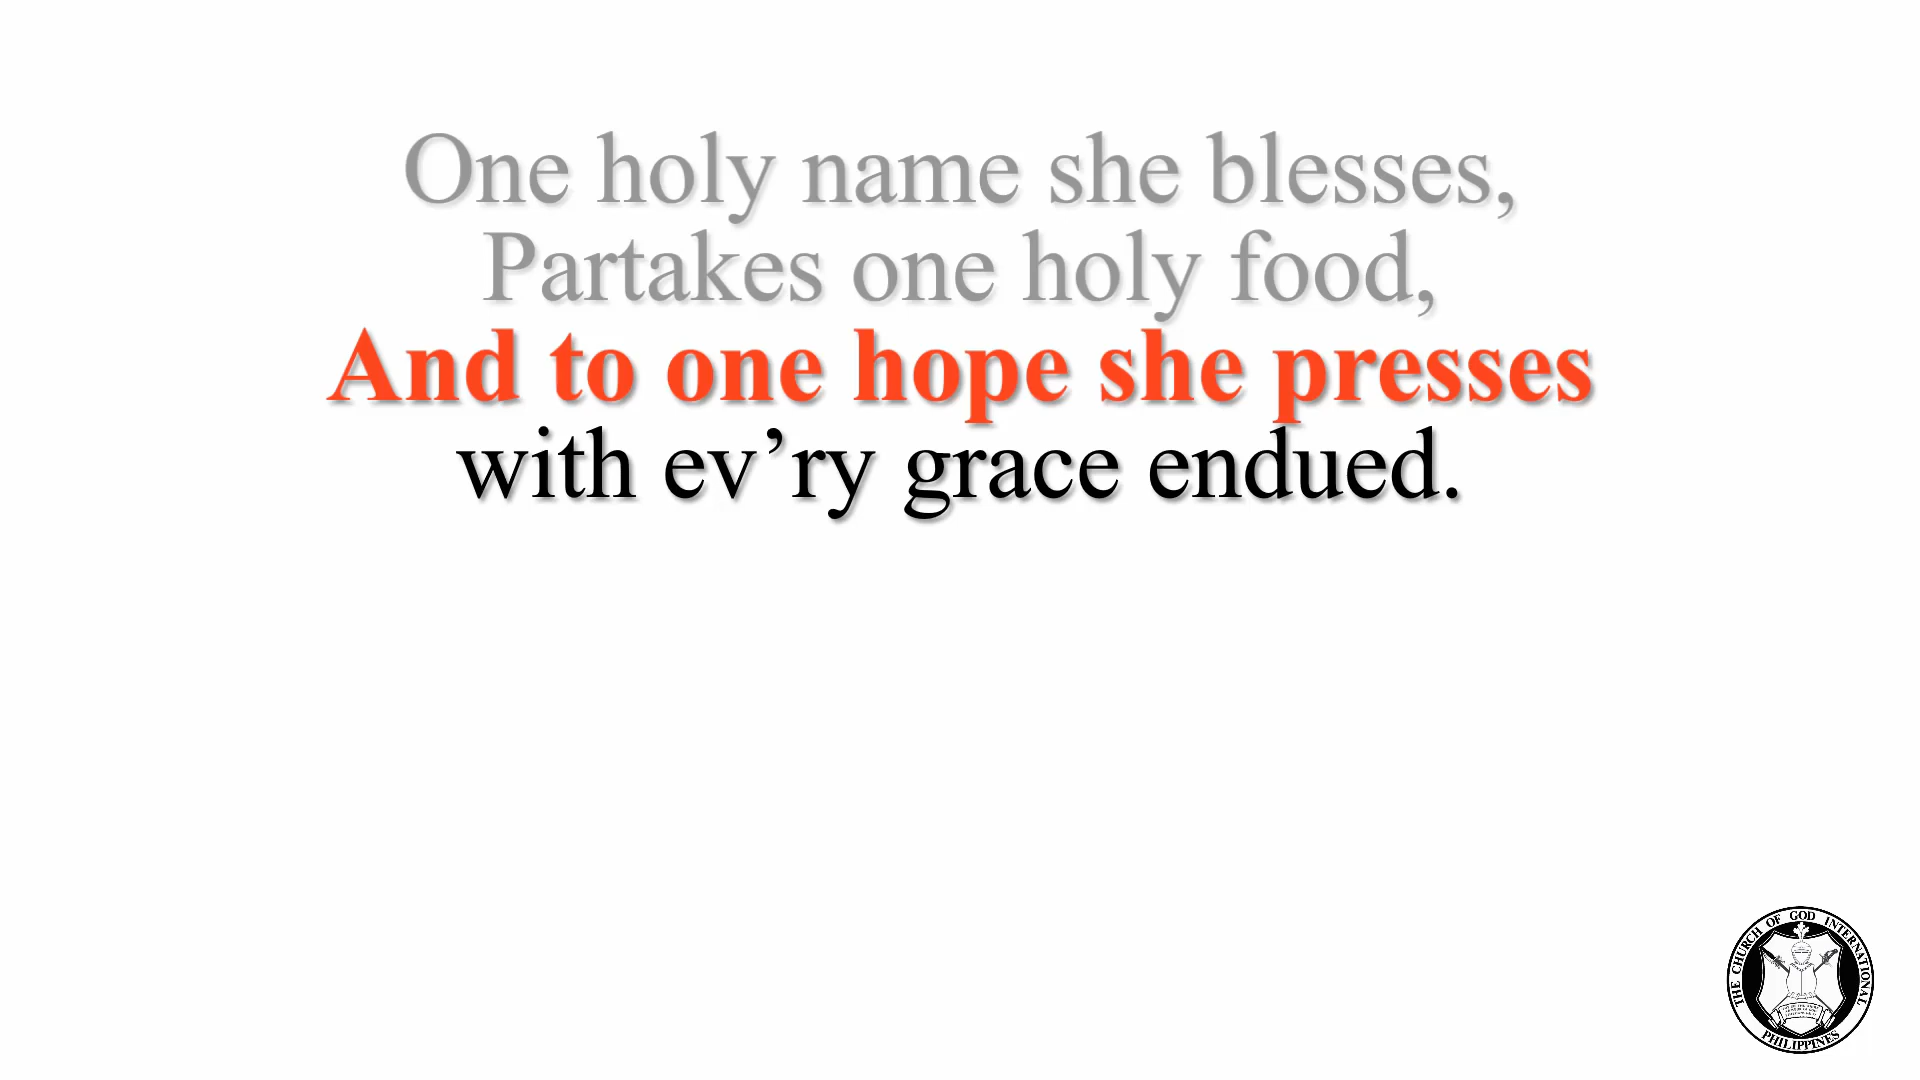 One holy name she blesses,
Partakes one holy food,
And to one hope she presses
with ev’ry grace endued.
THE CHURCH OF GOD INTERNATIONAL
PHILIPPINES